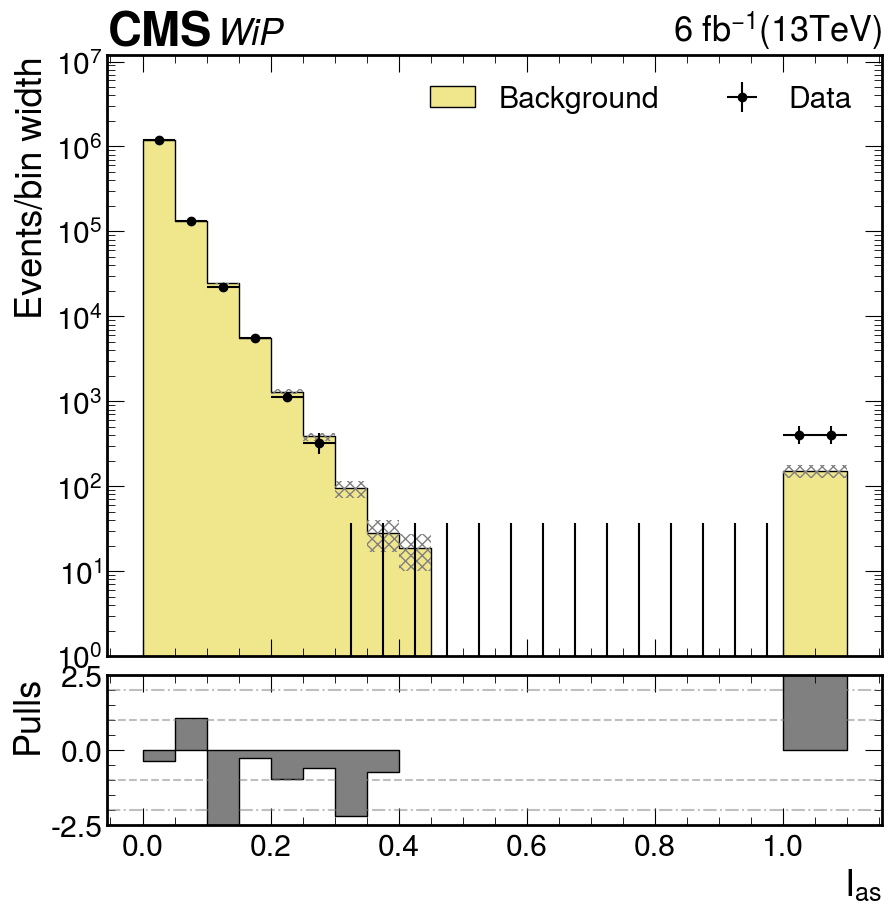 CMS WiP 6 fb⁻¹(13TeV)
Events/bin width
Background Data
10⁷
10⁶
10⁵
10⁴
10³
10²
10¹
10⁰
Pulls
2.5
0.0
-2.5
0.0 0.2 0.4 0.6 0.8 1.0
Iₐₛ